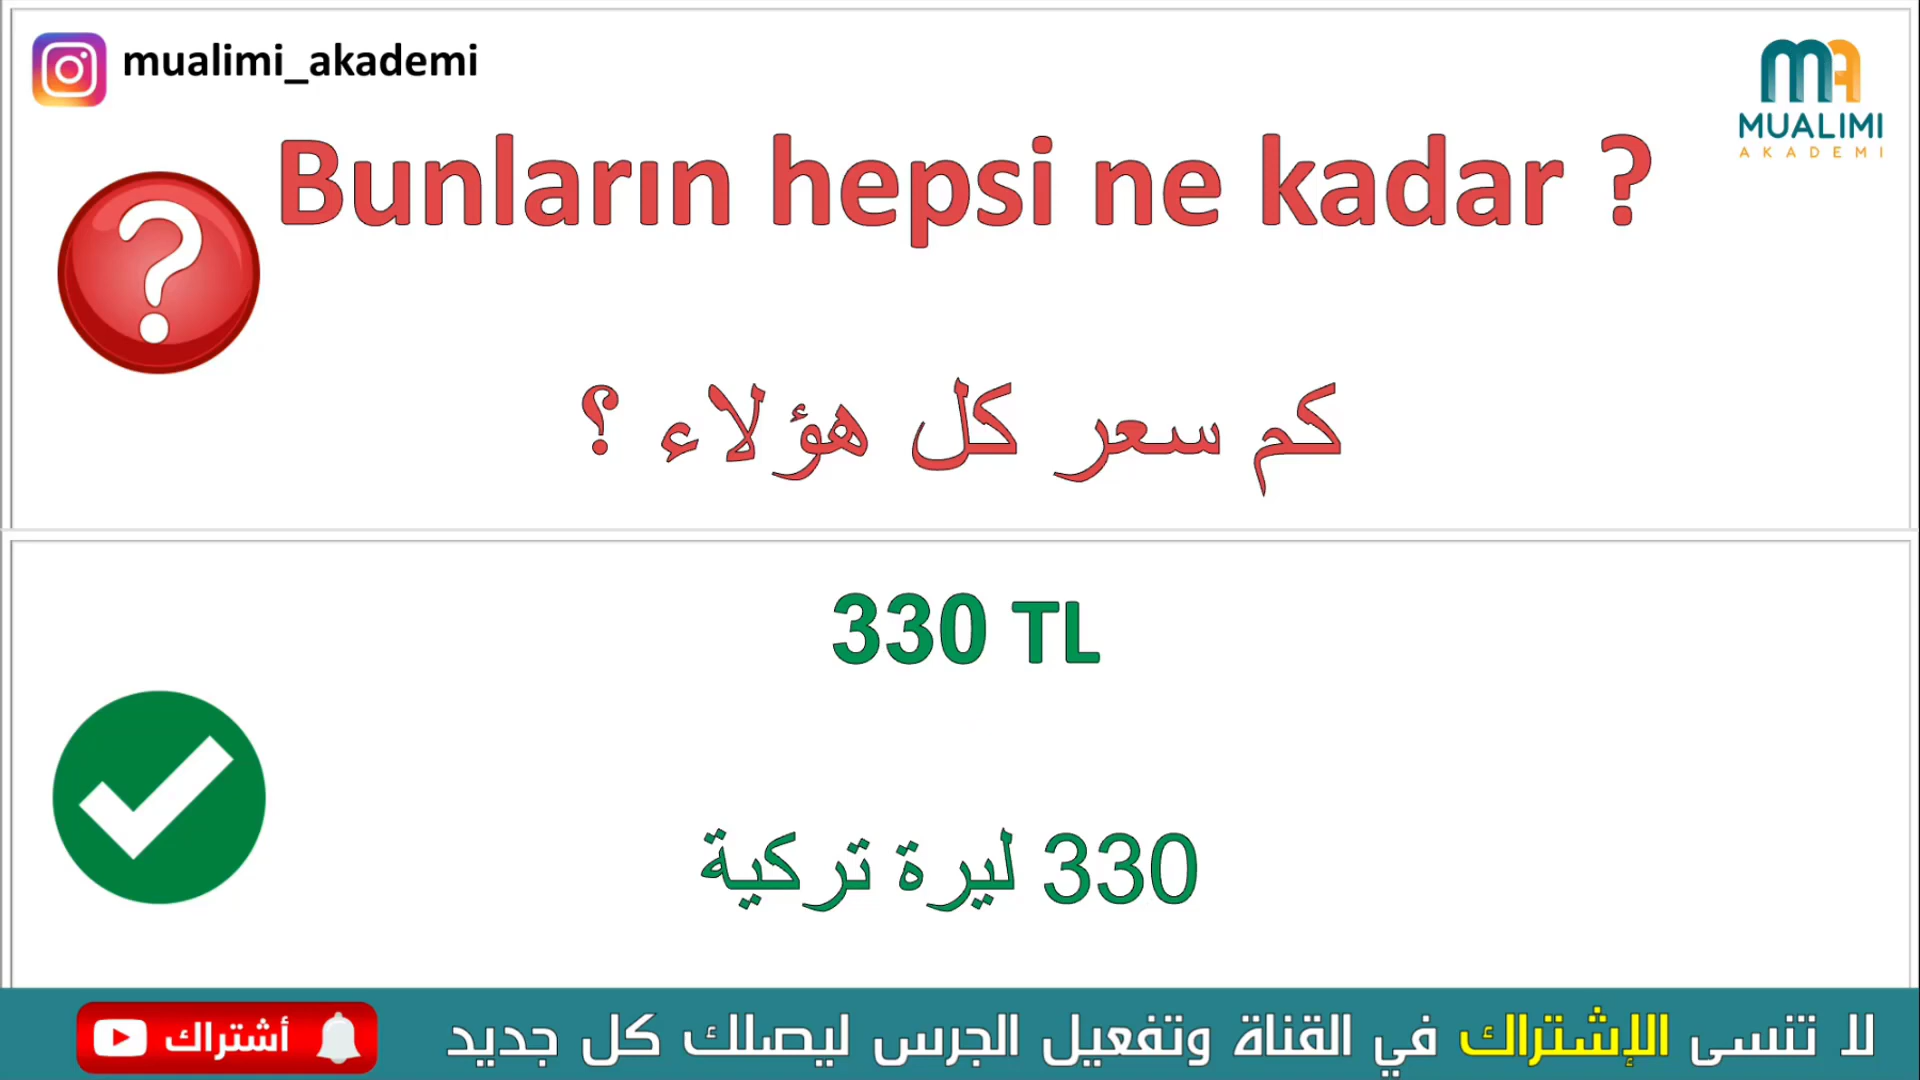 mualimi_akademi
MUALIMI
AKADEMI
Bunların hepsi ne kadar ?
كم سعر كل هؤلاء ؟
330 TL
330 ليرة تركية
لا تنسى الإشتراك في القناة وتفعيل الجرس ليصلك كل جديد
أشتراك